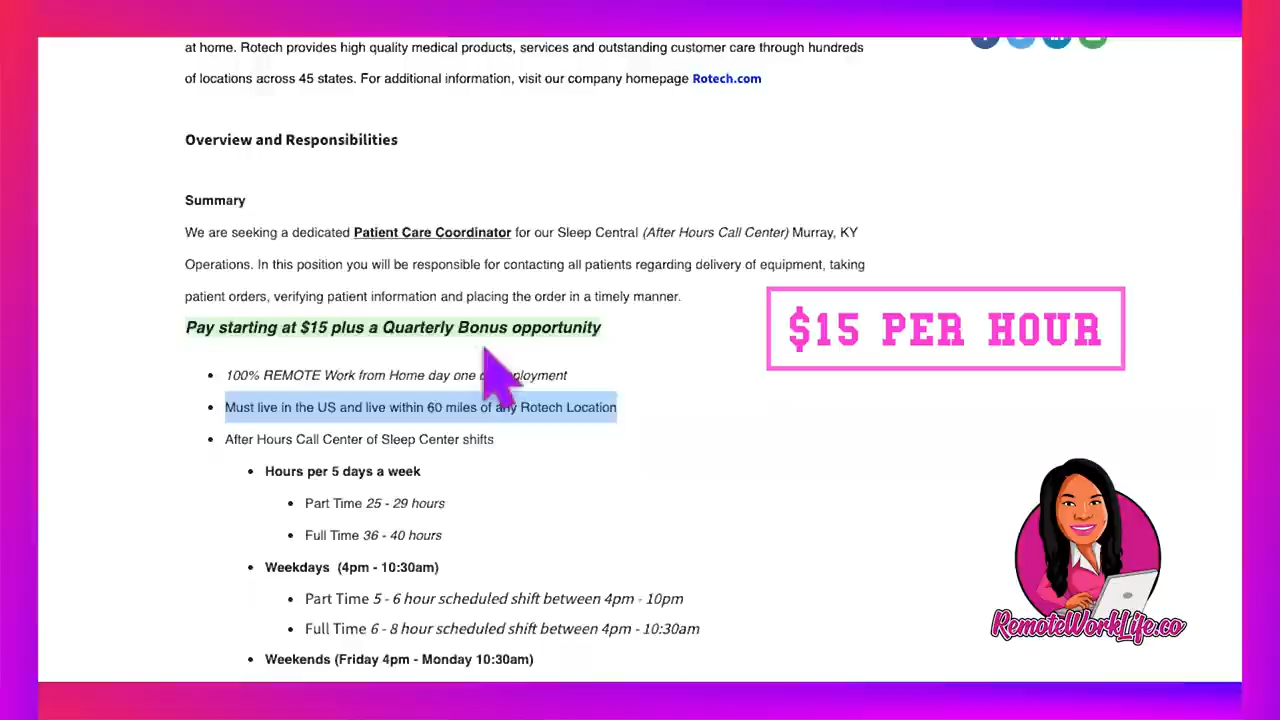 at home. Rotech provides high quality medical products, services and outstanding customer care through hundreds
of locations across 45 states. For additional information, visit our company homepage Rotech.com
Overview and Responsibilities
Summary
We are seeking a dedicated Patient Care Coordinator for our Sleep Central (After Hours Call Center) Murray, KY
Operations. In this position you will be responsible for contacting all patients regarding delivery of equipment, taking
patient orders, verifying patient information and placing the order in a timely manner.
Pay starting at $15 plus a Quarterly Bonus opportunity
$15 PER HOUR
100% REMOTE Work from Home day one
Must live in the US and live within 60 miles of any Rotech Location
After Hours Call Center of Sleep Center shifts
Hours per 5 days a week
Part Time 25 - 29 hours
Full Time 36 - 40 hours
Weekdays (4pm - 10:30am)
Part Time 5 - 6 hour scheduled shift between 4pm - 10pm
Full Time 6 - 8 hour scheduled shift between 4pm - 10:30am
RemoteWorkLife.co
Weekends (Friday 4pm - Monday 10:30am)